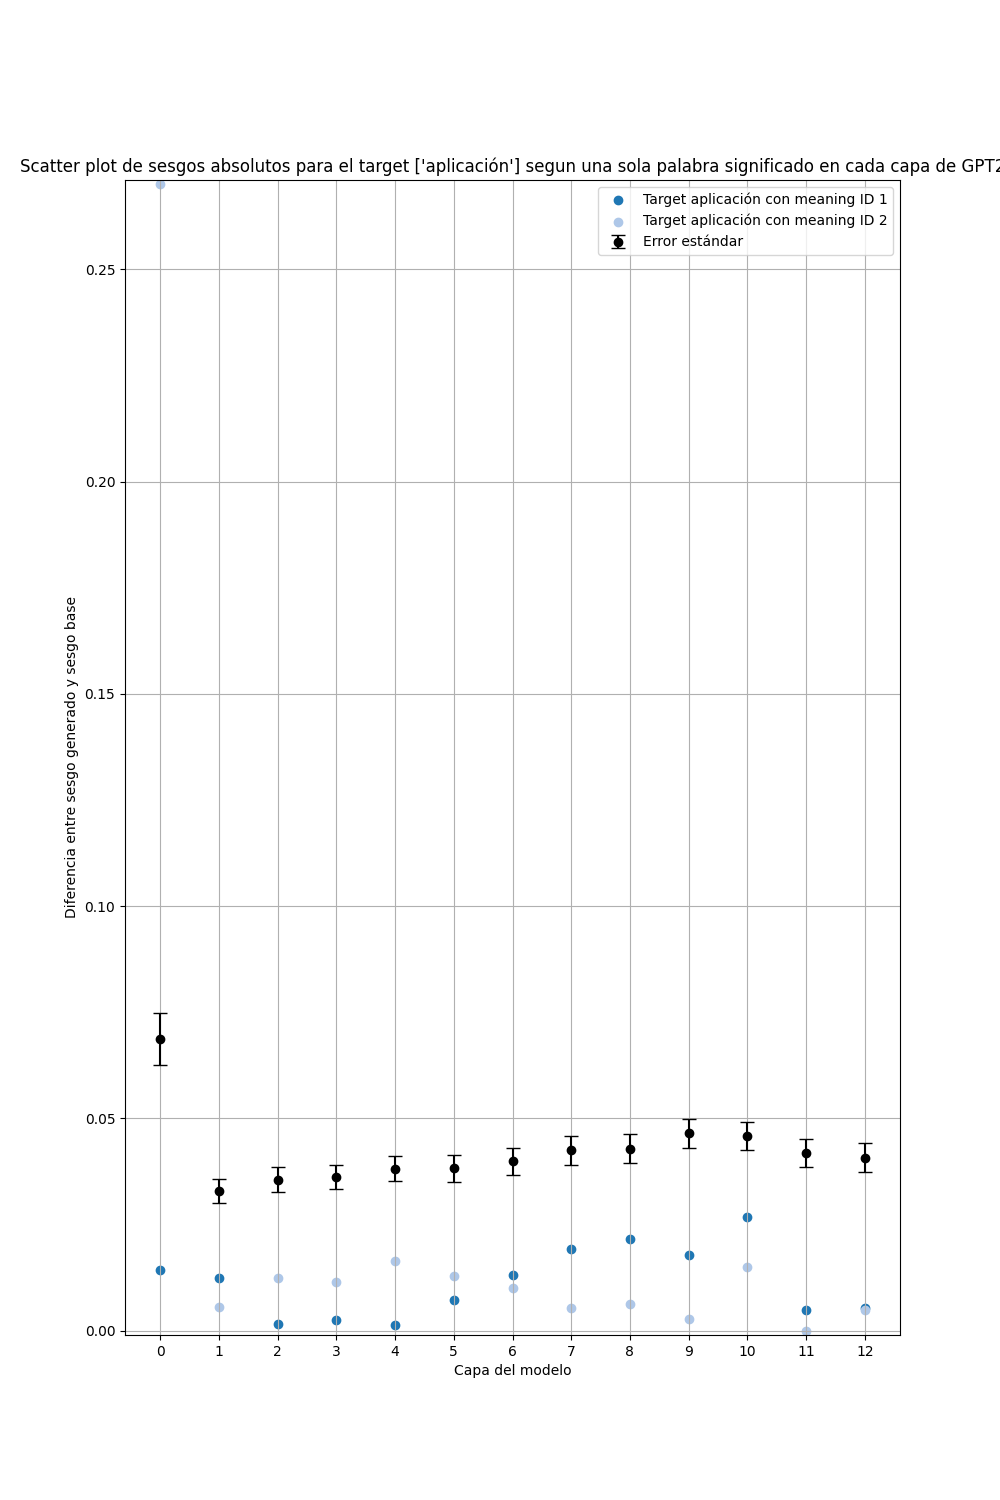 Scatter plot de sesgos absolutos para el target ['aplicación'] segun una sola palabra significado en cada capa de GPT2
Target aplicación con meaning ID 1
Target aplicación con meaning ID 2
Error estándar
Diferencia entre sesgo generado y sesgo base
0.25
0.20
0.15
0.10
0.05
0.00
0 1 2 3 4 5 6 7 8 9 10 11 12
Capa del modelo